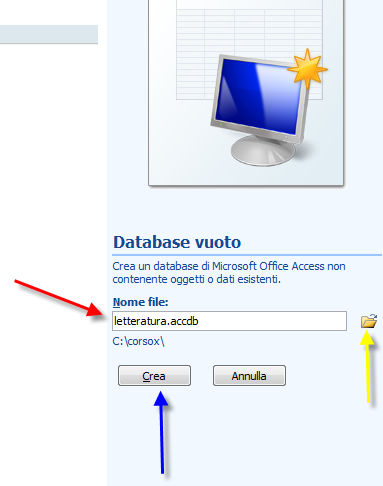 Database vuoto
Crea un database di Microsoft Office Access non
contenente oggetti o dati esistenti.
Nome file:
letteratura.accdb
C:\corsox\
Crea
Annulla